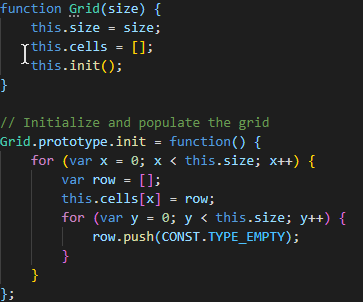 function Grid(size) {
    this.size = size;
    this.cells = [];
    this.init();
}

// Initialize and populate the grid
Grid.prototype.init = function() {
    for (var x = 0; x < this.size; x++) {
        var row = [];
        this.cells[x] = row;
        for (var y = 0; y < this.size; y++) {
            row.push(CONST.TYPE_EMPTY);
        }
    }
};